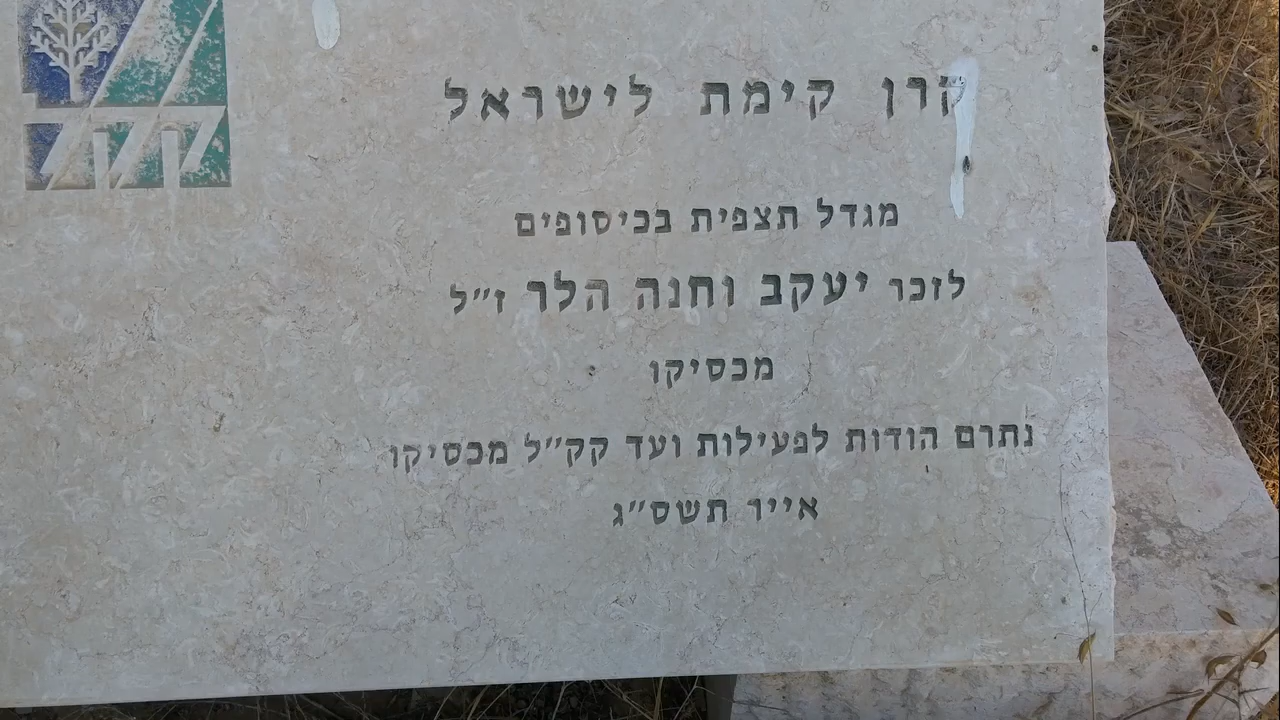 קק״ל
קרן קימת לישראל
מגדל תצפית בכיסופים
לזכר יעקב וחנה הלר ז״ל
מכסיקו
נתרם הודות לפעילות ועד קק״ל מכסיקו
אייר תשס״ג